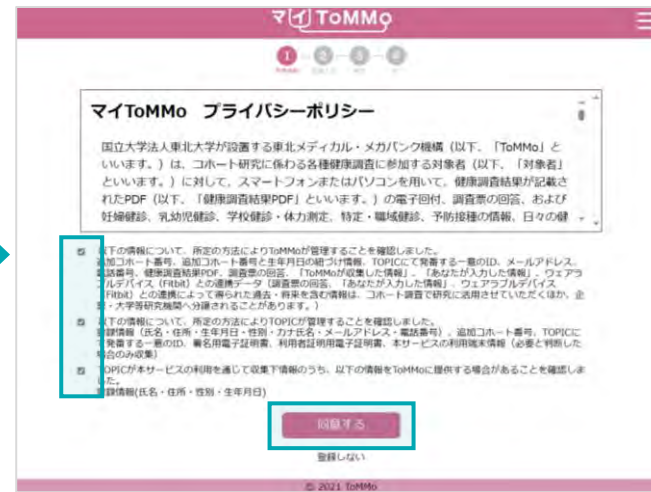 マイ ToMMo
1 2 3 4
マイToMMo プライバシーポリシー
国立大学法人東北大学が設置する東北メディカル・メガバンク機構（以下、「ToMMo」と
いいます。）は、コホート研究に係わる各種健康調査に参加する対象者（以下、「対象者」
といいます。）に対して、スマートフォンまたはパソコンを用いて、健康調査結果が記載さ
れたPDF（以下、「健康調査結果PDF」といいます。）の電子回付、調査票の回答、および
妊婦健診、乳幼児健診、学校健診・体力測定、特定・職域健診、予防接種の情報、日々の健
以下の情報について、所定の方法によりToMMoが管理することを確認しました。
追加コホート番号、追加コホート番号と生年月日の紐づけ情報、TOPICにて発番する一意のID、メールアドレス、
電話番号、健康調査結果PDF、調査票の回答、「ToMMoが収集した情報」、「あなたが入力した情報」、ウェアラ
ブルデバイス（Fitbit）との連携データ（調査票の回答、「あなたが入力した情報」、ウェアラブルデバイス
（Fitbit）との連携によって得られた過去・将来を含む情報は、コホート調査で研究に活用させていただくほか、企
業・大学等研究機関へ分譲されることがあります。）
以下の情報について、所定の方法によりTOPICが管理することを確認しました。
登録情報（氏名・住所・生年月日・性別・カナ氏名・メールアドレス・電話番号）、追加コホート番号、TOPICに
て発番する一意のID、署名用電子証明書、利用者証明用電子証明書、本サービスの利用端末情報（必要と判断した
場合のみ収集）
TOPICが本サービスの利用を通じて収集下情報のうち、以下の情報をToMMoに提供する場合があることを確認しま
した。
登録情報(氏名・住所・性別・生年月日)
同意する
登録しない
© 2021 ToMMo